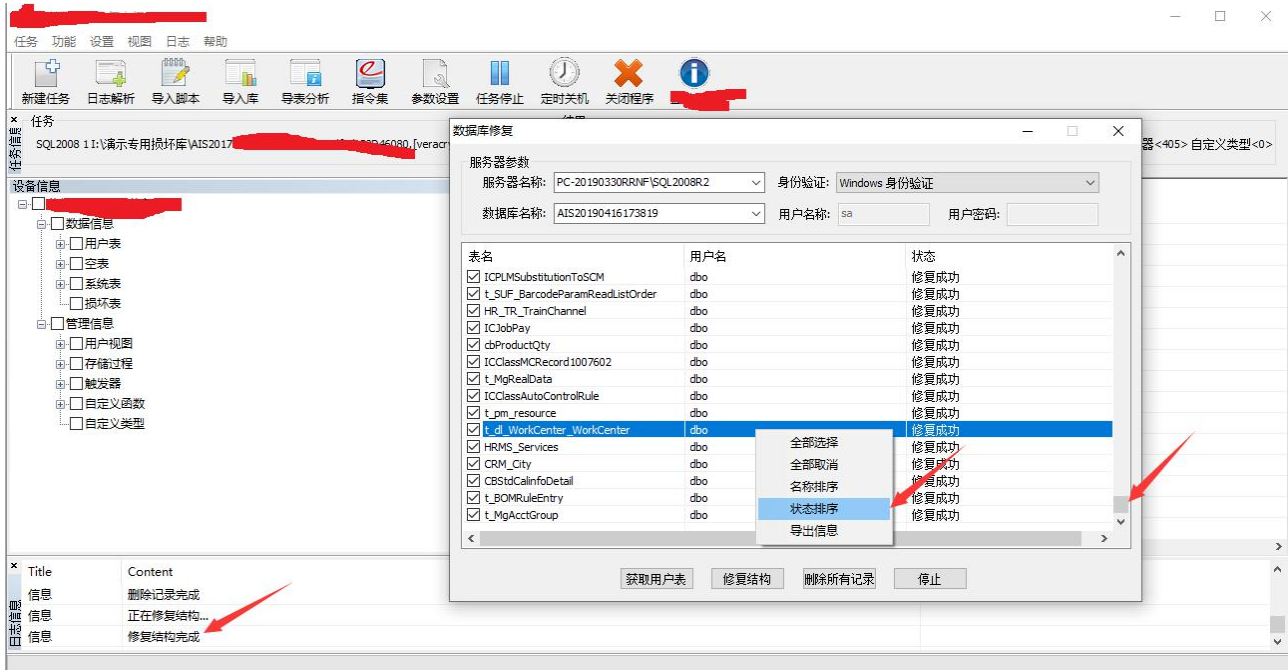 任务 功能 设置 视图 日志 帮助
新建任务 日志解析 导入脚本 导入库 导表分析 指令集 参数设置 任务停止 定时关机 关闭程序
任务信息
任务
SQL2008 1 I:\演示专用损坏库\AIS2017 [veracry
器<405> 自定义类型<0>
设备信息
数据信息
用户表
空表
系统表
损坏表
管理信息
用户视图
存储过程
触发器
自定义函数
自定义类型
数据库修复
服务器参数
服务器名称: PC-20190330RRNF\SQL2008R2 身份验证: Windows 身份验证
数据库名称: AIS20190416173819 用户名称: sa 用户密码:
表名 用户名 状态
ICPLMSubstitutionToSCM dbo 修复成功
t_SUF_BarcodeParamReadListOrder dbo 修复成功
HR_TR_TrainChannel dbo 修复成功
ICJobPay dbo 修复成功
cbProductQty dbo 修复成功
ICClassMCRecord1007602 dbo 修复成功
t_MgRealData dbo 修复成功
ICClassAutoControlRule dbo 修复成功
t_pm_resource dbo 修复成功
t_dl_WorkCenter_WorkCenter dbo 修复成功
HRMS_Services dbo 修复成功
CRM_City dbo 修复成功
CBStdCalinfoDetail dbo 修复成功
t_BOMRuleEntry dbo 修复成功
t_MgAcctGroup dbo 修复成功
全部选择
全部取消
名称排序
状态排序
导出信息
获取用户表 修复结构 删除所有记录 停止
日志信息
Title Content
信息 删除记录完成
信息 正在修复结构...
信息 修复结构完成